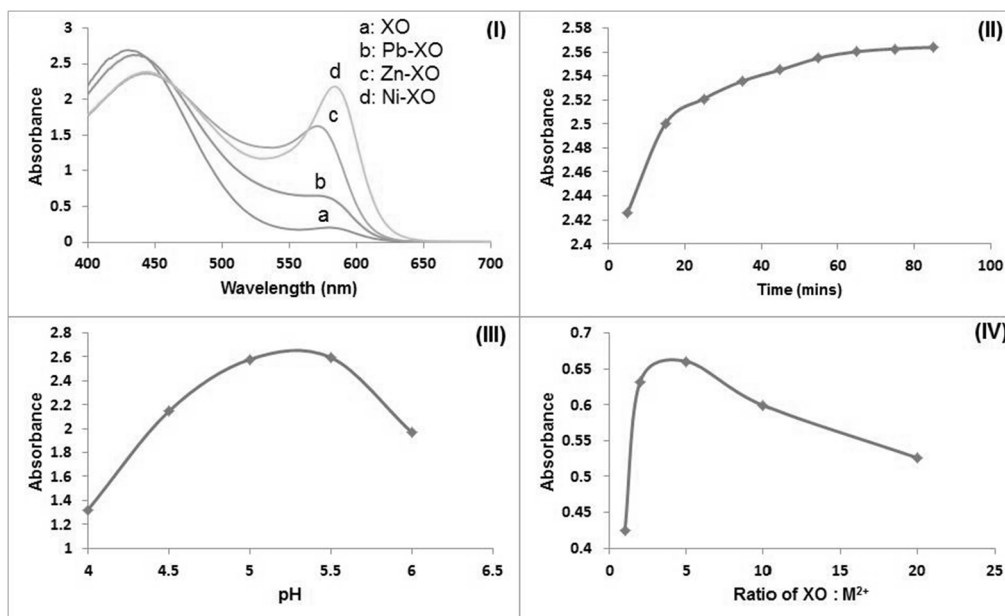 (I)
a: XO
b: Pb-XO
c: Zn-XO
d: Ni-XO
d
c
b
a
Absorbance
3
2.5
2
1.5
1
0.5
0
400 450 500 550 600 650 700
Wavelength (nm)
(II)
Absorbance
2.58
2.56
2.54
2.52
2.5
2.48
2.46
2.44
2.42
2.4
0 20 40 60 80 100
Time (mins)
(III)
Absorbance
2.8
2.6
2.4
2.2
2
1.8
1.6
1.4
1.2
1
4 4.5 5 5.5 6 6.5
pH
(IV)
Absorbance
0.7
0.65
0.6
0.55
0.5
0.45
0.4
0 5 10 15 20 25
Ratio of XO : M²⁺